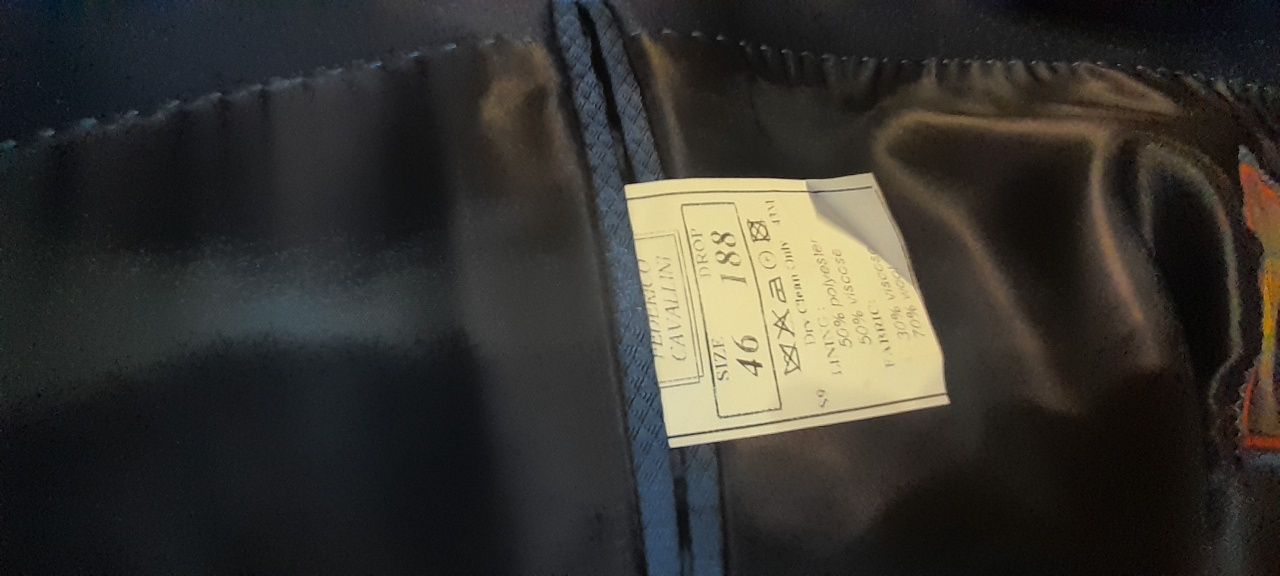 FEDERICO
CAVALLINI
SIZE DROP
46 188
Dry Clean Only
LINING:
50% polyester
50% viscose
FABRIC:
30% viscose
70%